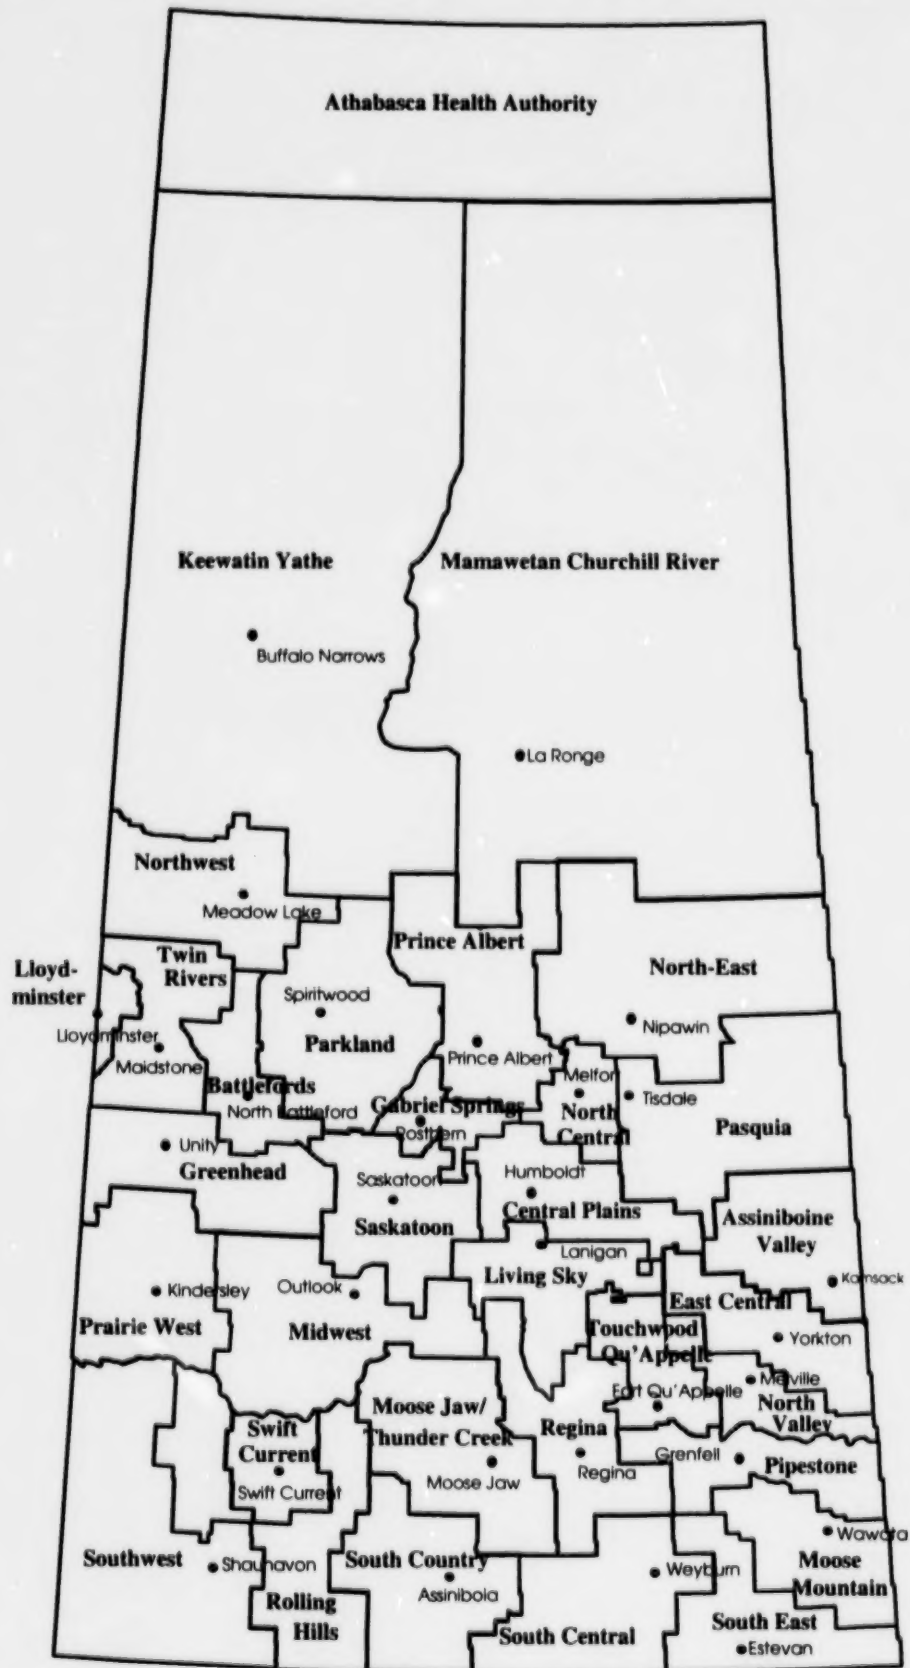 Athabasca Health Authority
Keewatin Yathe
Mamawetan Churchill River
Buffalo Narrows
La Ronge
Northwest
Meadow Lake
Prince Albert
Twin
Rivers
North-East
Lloyd-
minster
Spiritwood
Nipawin
Lloydminster
Parkland
Prince Albert
Maidstone
Melfort
Battlefords
North Battleford
Gabriel Springs
Tisdale
North
Central
Rosthern
Pasquia
Unity
Greenhead
Saskatoon
Humboldt
Central Plains
Saskatoon
Assiniboine
Valley
Lanigan
Living Sky
Kamsack
Kindersley
Outlook
East Central
Prairie West
Midwest
Touchwood
Qu'Appelle
Yorkton
Fort Qu'Appelle
Melville
Moose Jaw/
Thunder Creek
North
Valley
Swift
Current
Regina
Grenfell
Pipestone
Swift Current
Moose Jaw
Regina
Wawota
Southwest
Shaunavon
South Country
Weyburn
Moose
Mountain
Assiniboia
Rolling
Hills
South Central
South East
Estevan